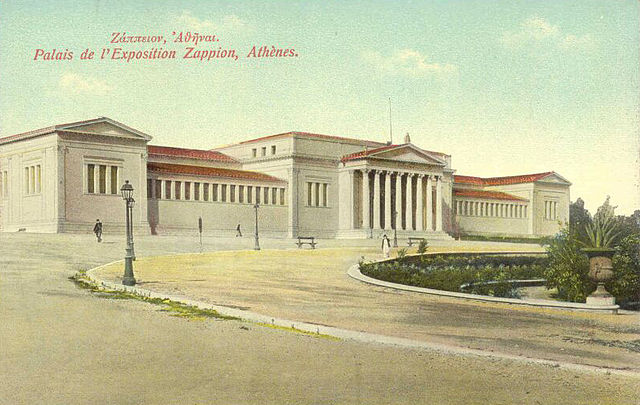 Ζάππειον, Ἀθῆναι.
Palais de l'Exposition Zappion, Athènes.